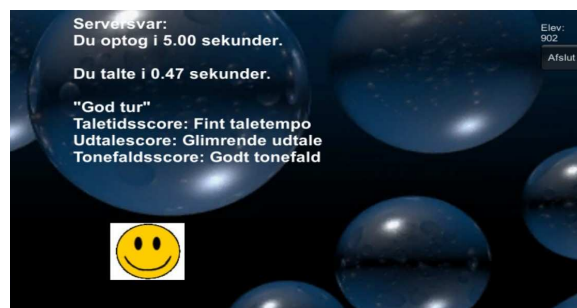 Serversvar:
Du optog i 5.00 sekunder.
Du talte i 0.47 sekunder.
"God tur"
Taletidsscore: Fint taletempo
Udtalescore: Glimrende udtale
Tonefaldsscore: Godt tonefald
Elev:
902
Afslut